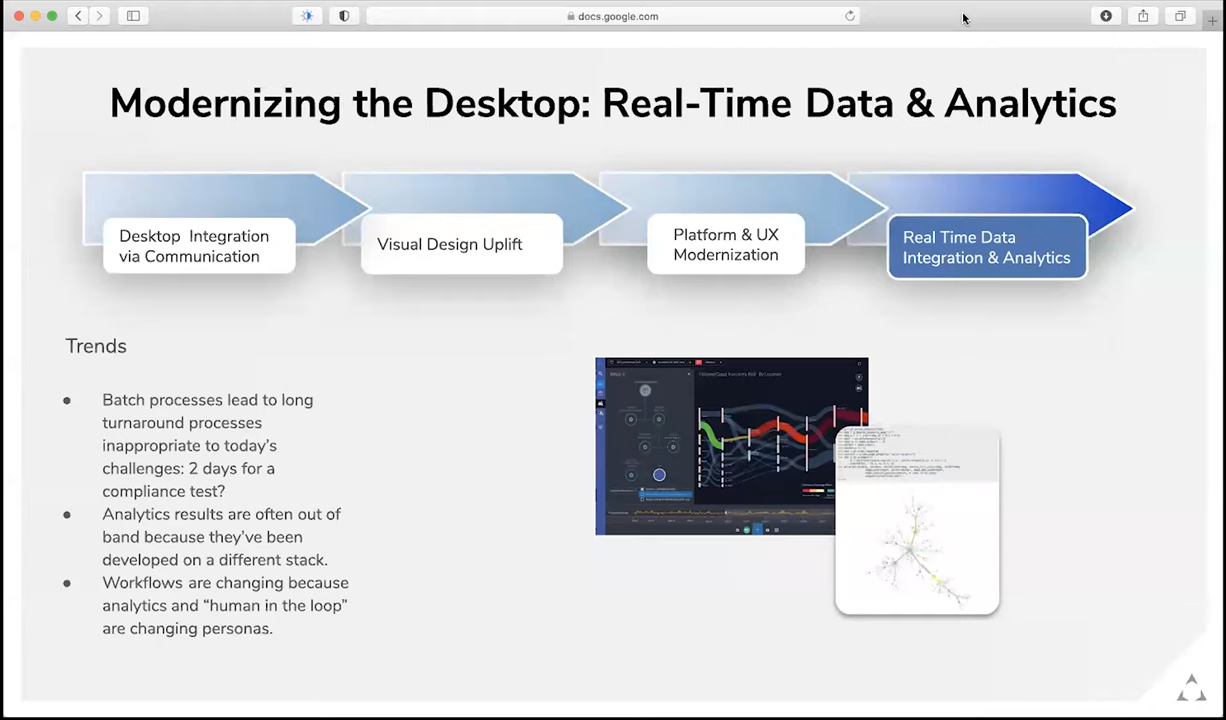 docs.google.com
Modernizing the Desktop: Real-Time Data & Analytics
Desktop Integration
via Communication
Visual Design Uplift
Platform & UX
Modernization
Real Time Data
Integration & Analytics
Trends
● Batch processes lead to long
turnaround processes
inappropriate to today’s
challenges: 2 days for a
compliance test?
● Analytics results are often out of
band because they’ve been
developed on a different stack.
● Workflows are changing because
analytics and “human in the loop”
are changing personas.